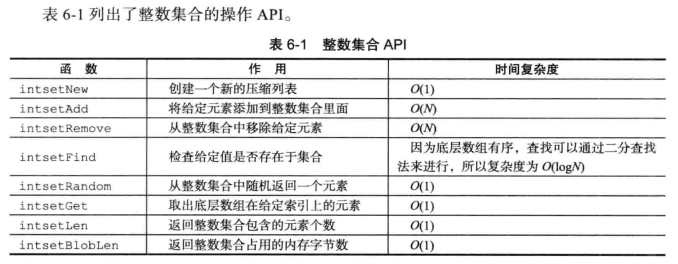 表 6-1 列出了整数集合的操作 API。
表 6-1 整数集合 API
函 数 作 用 时间复杂度
intsetNew 创建一个新的压缩列表 O(1)
intsetAdd 将给定元素添加到整数集合里面 O(N)
intsetRemove 从整数集合中移除给定元素 O(N)
intsetFind 检查给定值是否存在于集合 因为底层数组有序，查找可以通过二分查找
法来进行，所以复杂度为 O(logN)
intsetRandom 从整数集合中随机返回一个元素 O(1)
intsetGet 取出底层数组在给定索引上的元素 O(1)
intsetLen 返回整数集合包含的元素个数 O(1)
intsetBlobLen 返回整数集合占用的内存字节数 O(1)